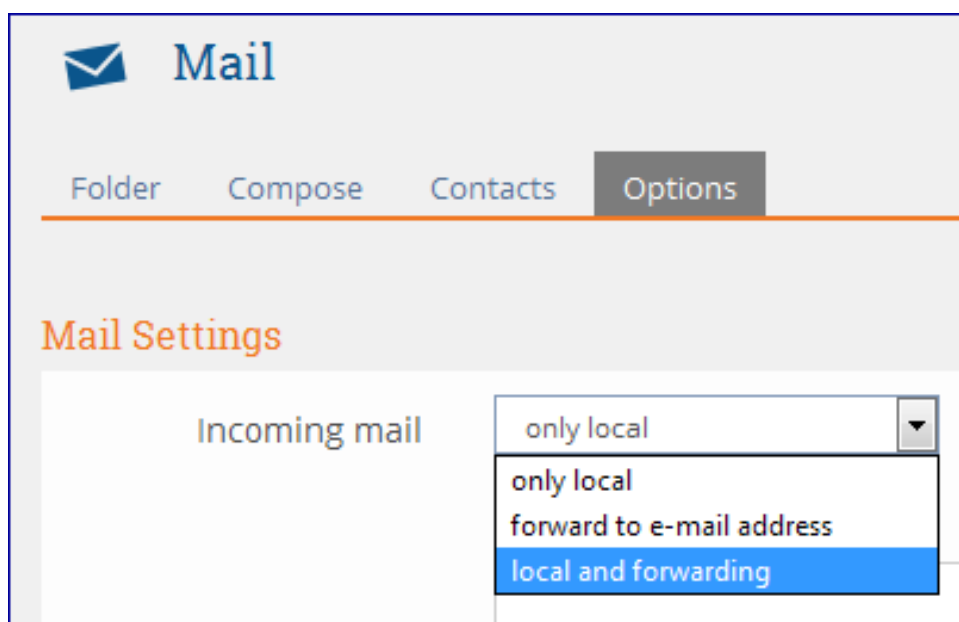 Mail
Folder Compose Contacts Options
Mail Settings
Incoming mail only local
only local
forward to e-mail address
local and forwarding